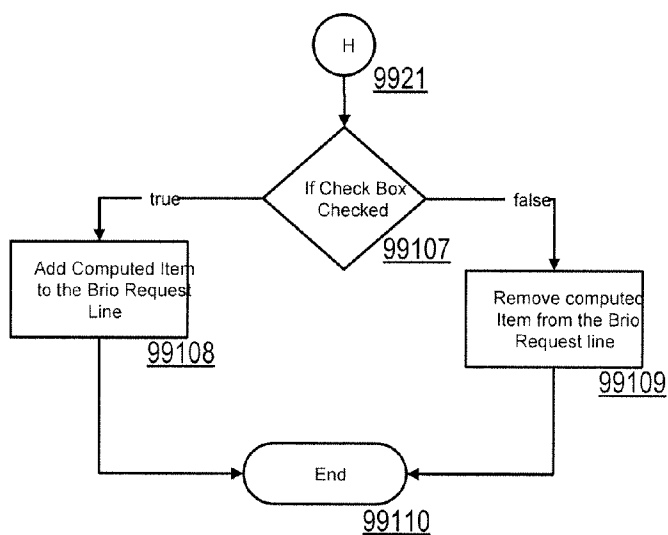 H
9921
If Check Box
Checked
99107
true
false
Add Computed Item
to the Brio Request
Line
99108
Remove computed
Item from the Brio
Request line
99109
End
99110